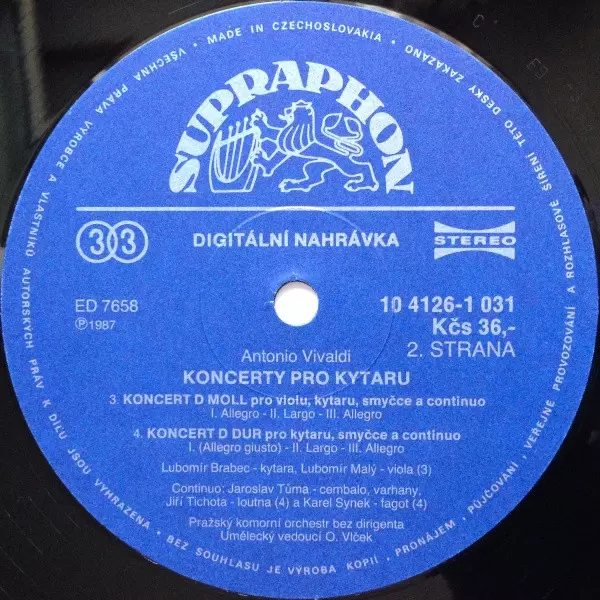 VŠECHNA PRÁVA VÝROBCE A VLASTNÍKŮ AUTORSKÝCH PRÁV K DÍLU JSOU VYHRAZENA • BEZ SOUHLASU JE VÝROBA KOPIÍ, PRONÁJEM, PŮJČOVÁNÍ, VEŘEJNÉ PROVOZOVÁNÍ A ROZHLASOVÉ ŠÍŘENÍ TÉTO DESKY ZAKÁZÁNO • MADE IN CZECHOSLOVAKIA •
SUPRAPHON
33 DIGITÁLNÍ NAHRÁVKA STEREO
ED 7658 10 4126-1 031
Ⓟ1987 Kčs 36,-
2. STRANA
Antonio Vivaldi
KONCERTY PRO KYTARU
3. KONCERT D MOLL pro violu, kytaru, smyčce a continuo
I. Allegro - II. Largo - III. Allegro
4. KONCERT D DUR pro kytaru, smyčce a continuo
I. (Allegro giusto) - II. Largo - III. Allegro
Lubomír Brabec - kytara, Lubomír Malý - viola (3)
Continuo: Jaroslav Tůma - cembalo, varhany,
Jiří Tichota - loutna (4) a Karel Synek - fagot (4)
Pražský komorní orchestr bez dirigenta
Umělecký vedoucí O. Vlček